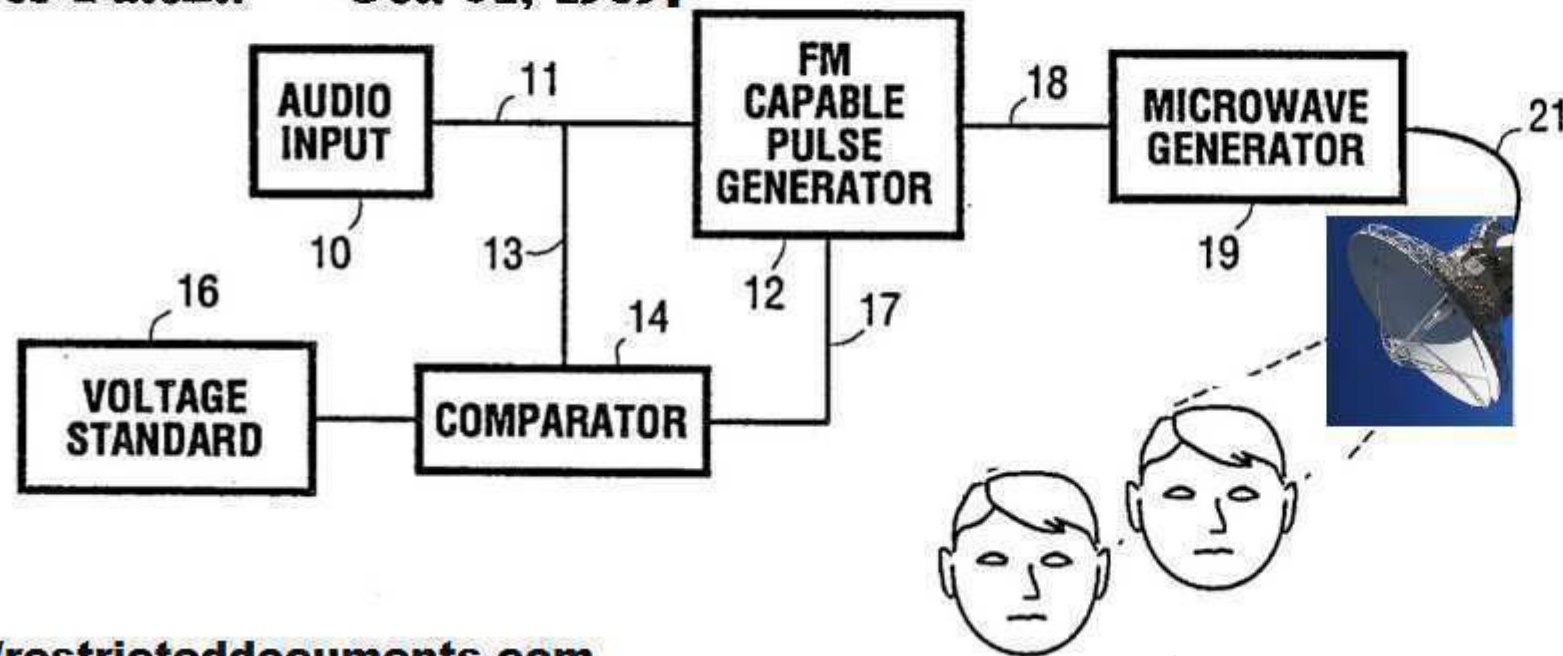 AUDIO
INPUT
10
11
13
FM
CAPABLE
PULSE
GENERATOR
12
18
MICROWAVE
GENERATOR
19
21
16
VOLTAGE
STANDARD
14
COMPARATOR
17